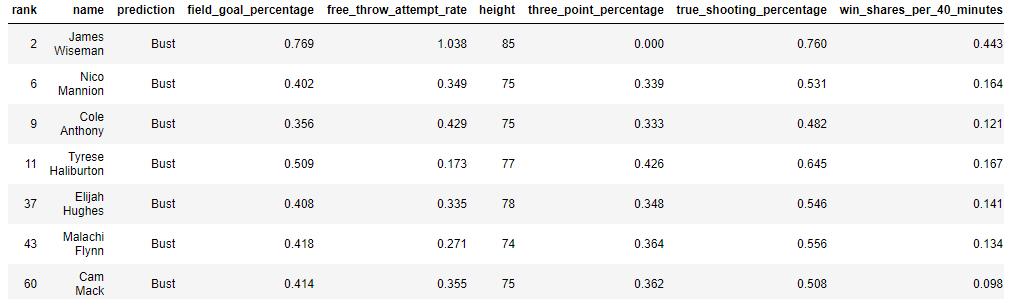 rank name prediction field_goal_percentage free_throw_attempt_rate height three_point_percentage true_shooting_percentage win_shares_per_40_minutes
2 James Wiseman Bust 0.769 1.038 85 0.000 0.760 0.443
6 Nico Mannion Bust 0.402 0.349 75 0.339 0.531 0.164
9 Cole Anthony Bust 0.356 0.429 75 0.333 0.482 0.121
11 Tyrese Haliburton Bust 0.509 0.173 77 0.426 0.645 0.167
37 Elijah Hughes Bust 0.408 0.335 78 0.348 0.546 0.141
43 Malachi Flynn Bust 0.418 0.271 74 0.364 0.556 0.134
60 Cam Mack Bust 0.414 0.355 75 0.362 0.508 0.098